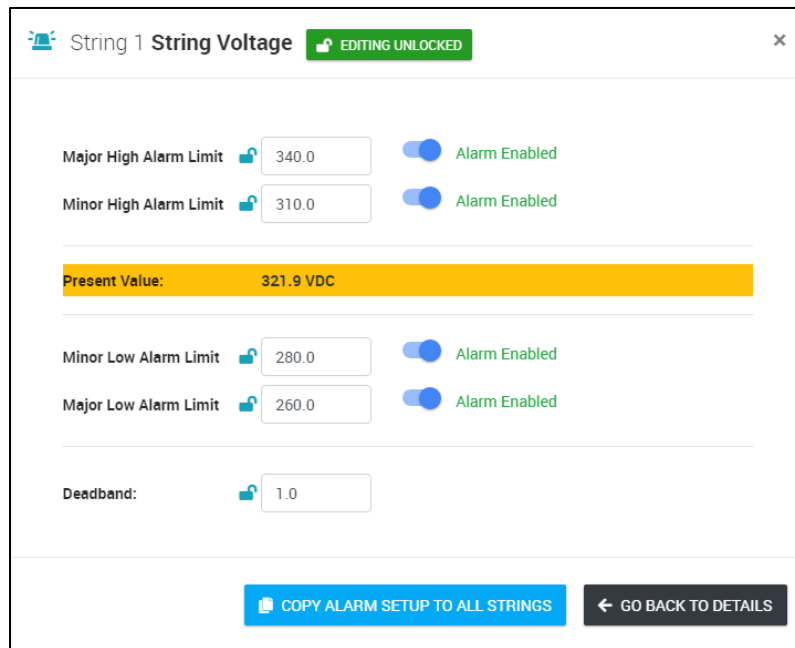 String 1 String Voltage EDITING UNLOCKED ×
Major High Alarm Limit 340.0 Alarm Enabled
Minor High Alarm Limit 310.0 Alarm Enabled
Present Value: 321.9 VDC
Minor Low Alarm Limit 280.0 Alarm Enabled
Major Low Alarm Limit 260.0 Alarm Enabled
Deadband: 1.0
COPY ALARM SETUP TO ALL STRINGS GO BACK TO DETAILS